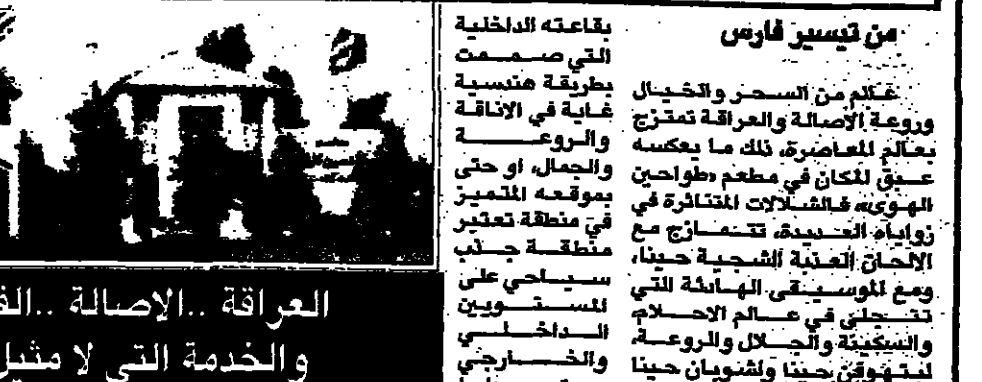 من تيسير فارس
عالم من السحر والخيال
وروعة الاصالة والعراقة تمتزج
بعالم المعاصرة، ذلك ما يعكسه
عبق المكان في مطعم «طواحين
الهوى» فالشلالات المتناثرة في
زواياه العديدة، تتمازج مع
الالحان العذبة الشجية حينا،
ومع الموسيقى الهادئة التي
تتجلى في عالم الاحلام
والسكينة والجلال والروعة،
لبتهوفن حينا ولشوبان حينا
بقاعته الداخلية
التي صممت
بطريقة هندسية
غاية في الاناقة
والروعة
والجمال، او حتى
بموقعه المتميز
في منطقة تعتبر
منطقة جذب
سياحي على
المستويين
الداخلي
والخارجي
العراقة ..الاصالة ..الف
والخدمة التي لا مثيل